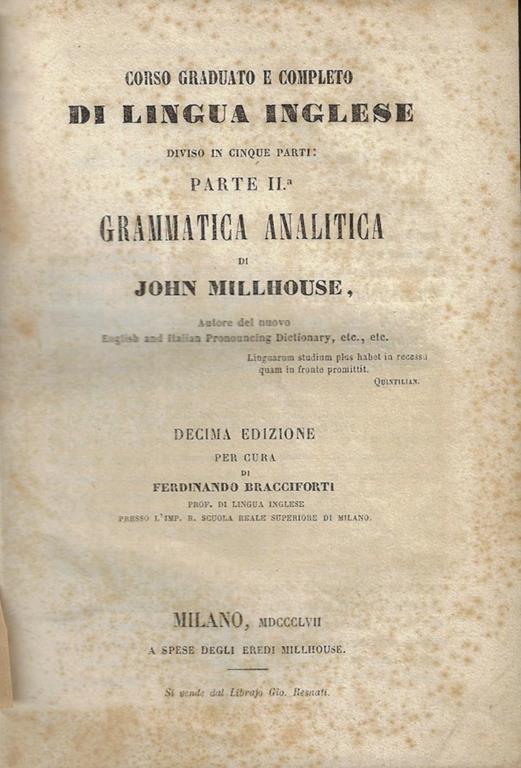 CORSO GRADUATO E COMPLETO
DI LINGUA INGLESE
DIVISO IN CINQUE PARTI:
PARTE II.ª
GRAMMATICA ANALITICA
DI
JOHN MILLHOUSE,
Autore del nuovo
English and Italian Pronouncing Dictionary, etc., etc.
Linguarum studium plus habet in recessu
quam in fronte promittit.
QUINTILIAN.
DECIMA EDIZIONE
PER CURA
DI
FERDINANDO BRACCIFORTI
PROF. DI LINGUA INGLESE
PRESSO L'IMP. R. SCUOLA REALE SUPERIORE DI MILANO.
MILANO, MDCCCLVII
A SPESE DEGLI EREDI MILLHOUSE.
Si vende dal Librajo Gio. Resnati.